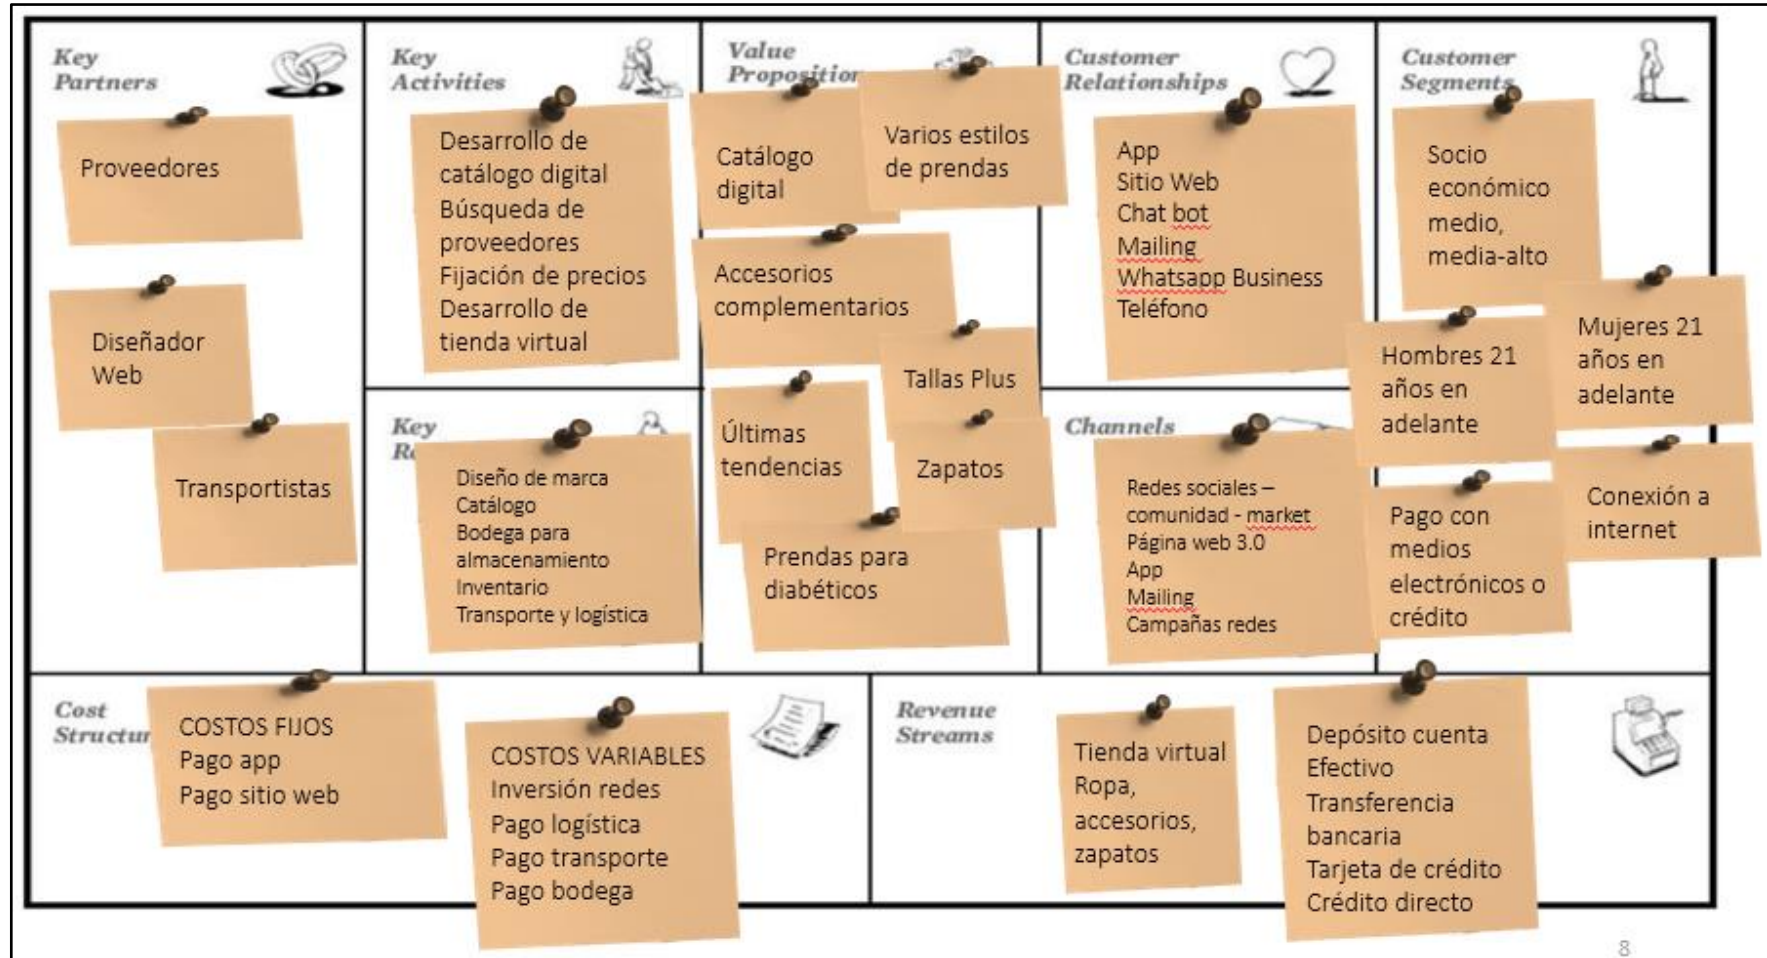 Key
Partners
Proveedores
Diseñador
Web
Transportistas
Key
Activities
Desarrollo de
catálogo digital
Búsqueda de
proveedores
Fijación de precios
Desarrollo de
tienda virtual
Key
Diseño de marca
Catálogo
Bodega para
almacenamiento
Inventario
Transporte y logística
Value
Proposition
Catálogo
digital
Varios estilos
de prendas
Accesorios
complementarios
Tallas Plus
Últimas
tendencias
Zapatos
Prendas para
diabéticos
Customer
Relationships
App
Sitio Web
Chat bot
Mailing
Whatsapp Business
Teléfono
Channels
Redes sociales –
comunidad - market
Página web 3.0
App
Mailing
Campañas redes
Customer
Segments
Socio
económico
medio,
media-alto
Mujeres 21
años en
adelante
Hombres 21
años en
adelante
Conexión a
internet
Pago con
medios
electrónicos o
crédito
Cost
Structur
COSTOS FIJOS
Pago app
Pago sitio web
COSTOS VARIABLES
Inversión redes
Pago logística
Pago transporte
Pago bodega
Revenue
Streams
Tienda virtual
Ropa,
accesorios,
zapatos
Depósito cuenta
Efectivo
Transferencia
bancaria
Tarjeta de crédito
Crédito directo
8